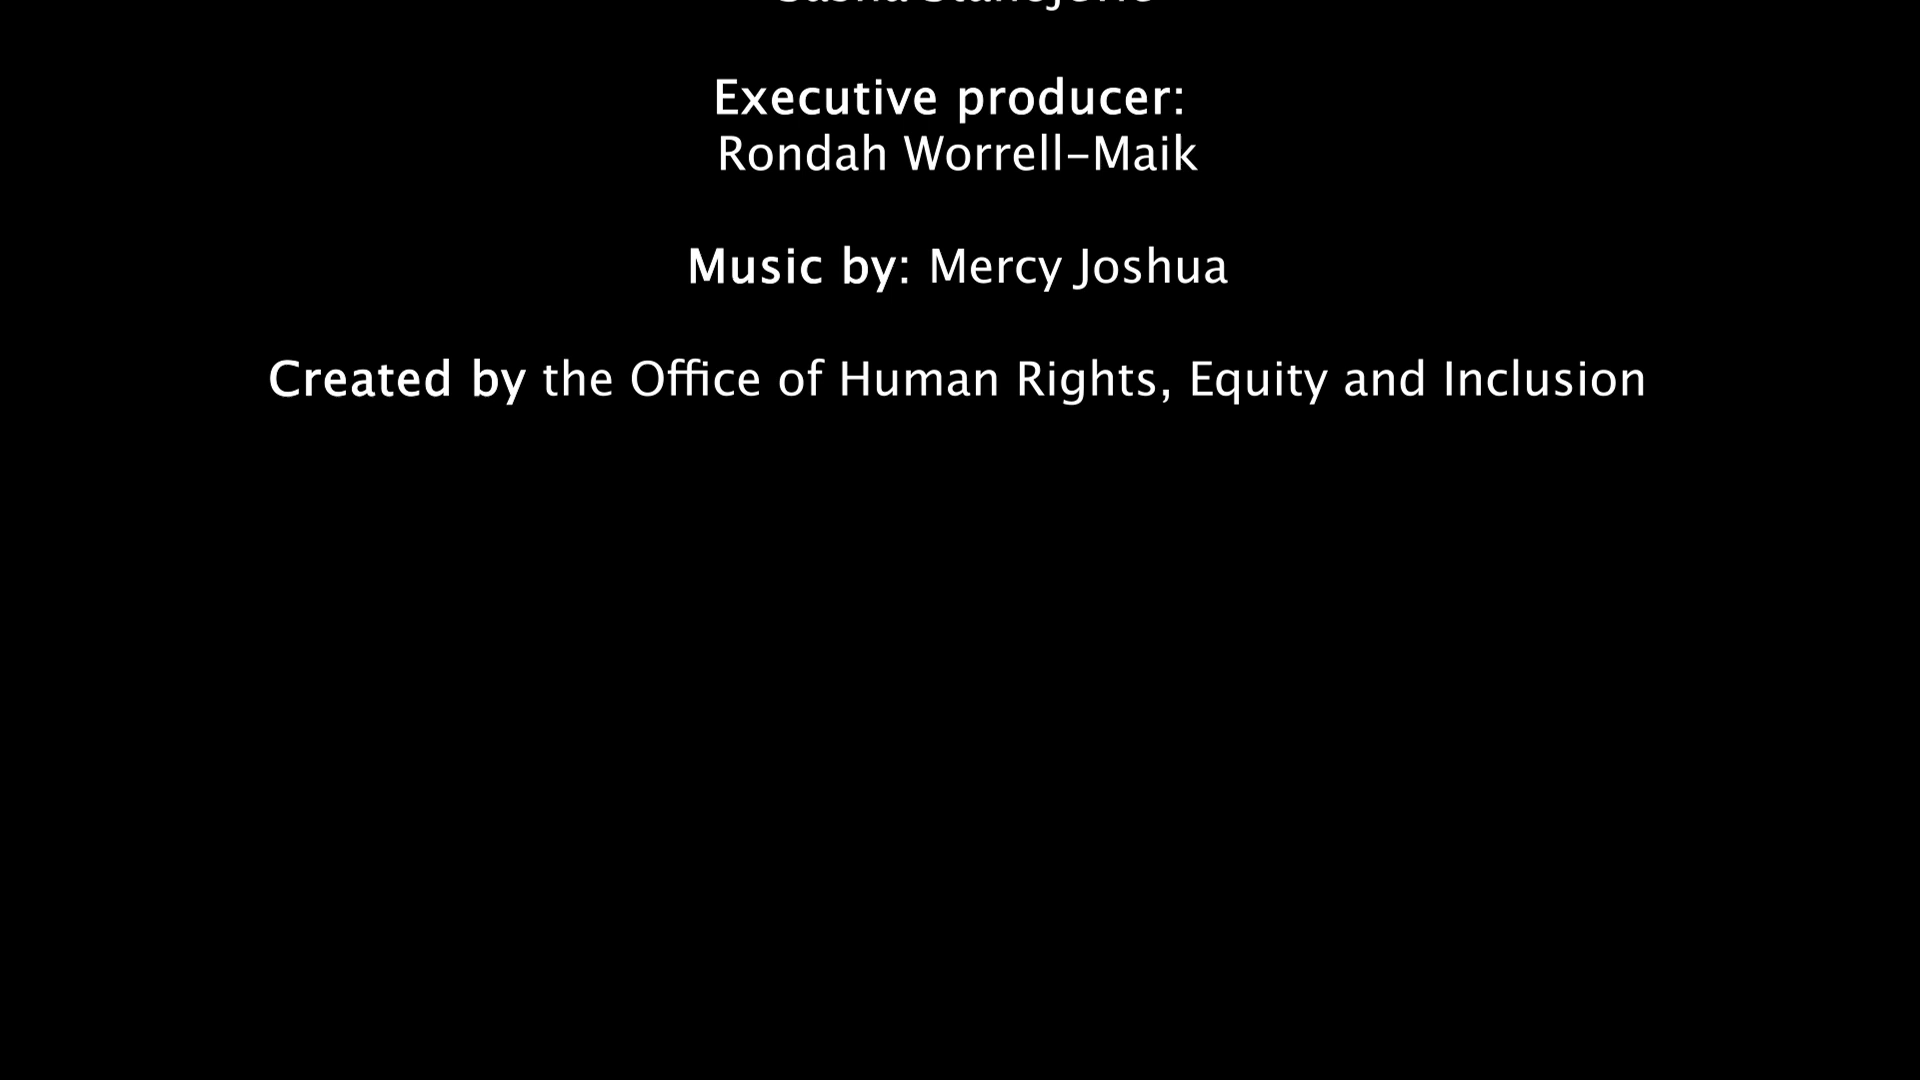 Executive producer:
Rondah Worrell-Maik
Music by: Mercy Joshua
Created by the Office of Human Rights, Equity and Inclusion